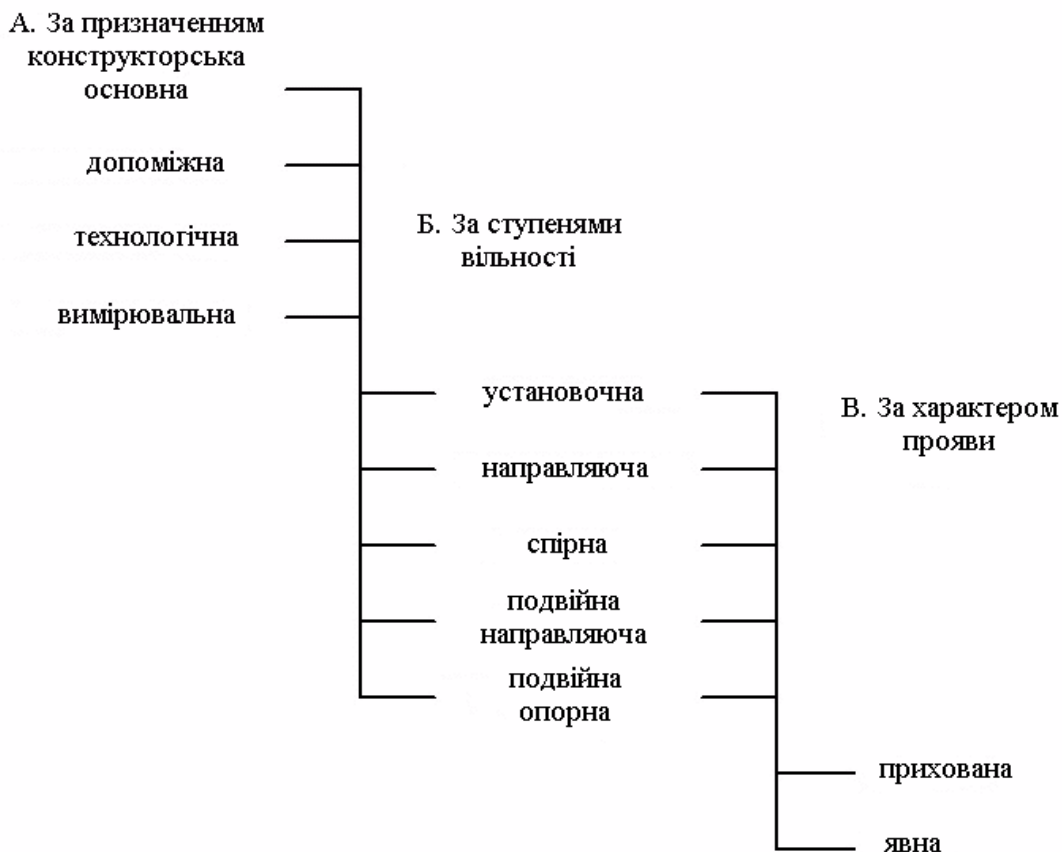 А. За призначенням
конструкторська
основна
допоміжна
технологічна
вимірювальна
Б. За ступенями
вільності
установочна
направляюча
спірна
подвійна
направляюча
подвійна
опорна
В. За характером
прояви
прихована
явна